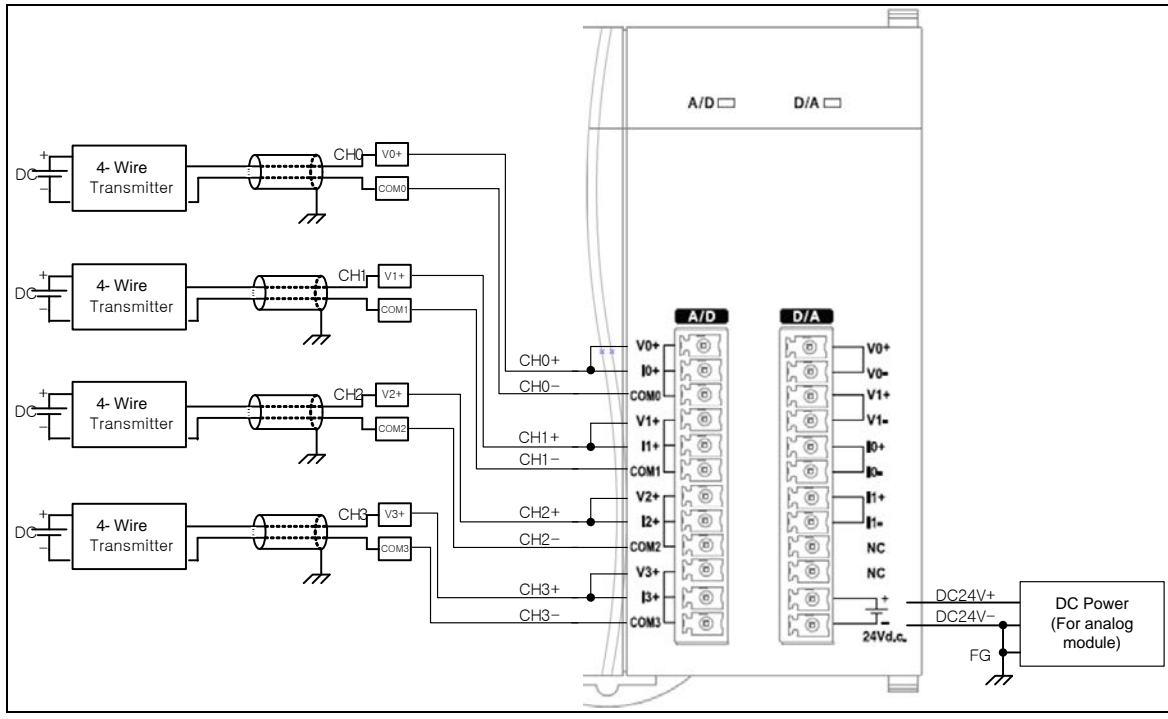 A/D
D/A
DC
+
−
4- Wire
Transmitter
CH0
V0+
COM0
DC
+
−
4- Wire
Transmitter
CH1
V1+
COM1
DC
+
−
4- Wire
Transmitter
CH2
V2+
COM2
DC
+
−
4- Wire
Transmitter
CH3
V3+
COM3
CH0+
CH0−
CH1+
CH1−
CH2+
CH2−
CH3+
CH3−
A/D
V0+
I0+
COM0
V1+
I1+
COM1
V2+
I2+
COM2
V3+
I3+
COM3
D/A
V0+
V0-
V1+
V1-
I0+
I0-
I1+
I1-
NC
NC
+
-
24Vd.c.
DC24V+
DC24V−
FG
DC Power
(For analog
module)